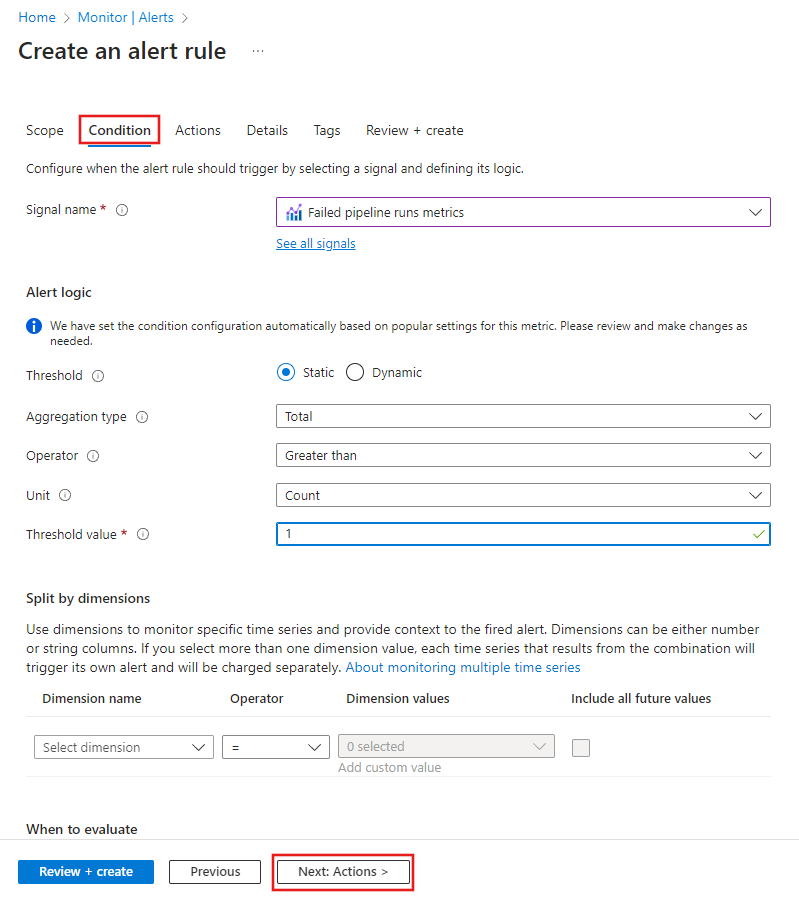 Home > Monitor | Alerts >
Create an alert rule ...
Scope Condition Actions Details Tags Review + create
Configure when the alert rule should trigger by selecting a signal and defining its logic.
Signal name * Failed pipeline runs metrics
See all signals
Alert logic
We have set the condition configuration automatically based on popular settings for this metric. Please review and make changes as
needed.
Threshold Static Dynamic
Aggregation type Total
Operator Greater than
Unit Count
Threshold value * 1
Split by dimensions
Use dimensions to monitor specific time series and provide context to the fired alert. Dimensions can be either number
or string columns. If you select more than one dimension value, each time series that results from the combination will
trigger its own alert and will be charged separately. About monitoring multiple time series
Dimension name Operator Dimension values Include all future values
Select dimension = 0 selected
Add custom value
When to evaluate
Review + create Previous Next: Actions >